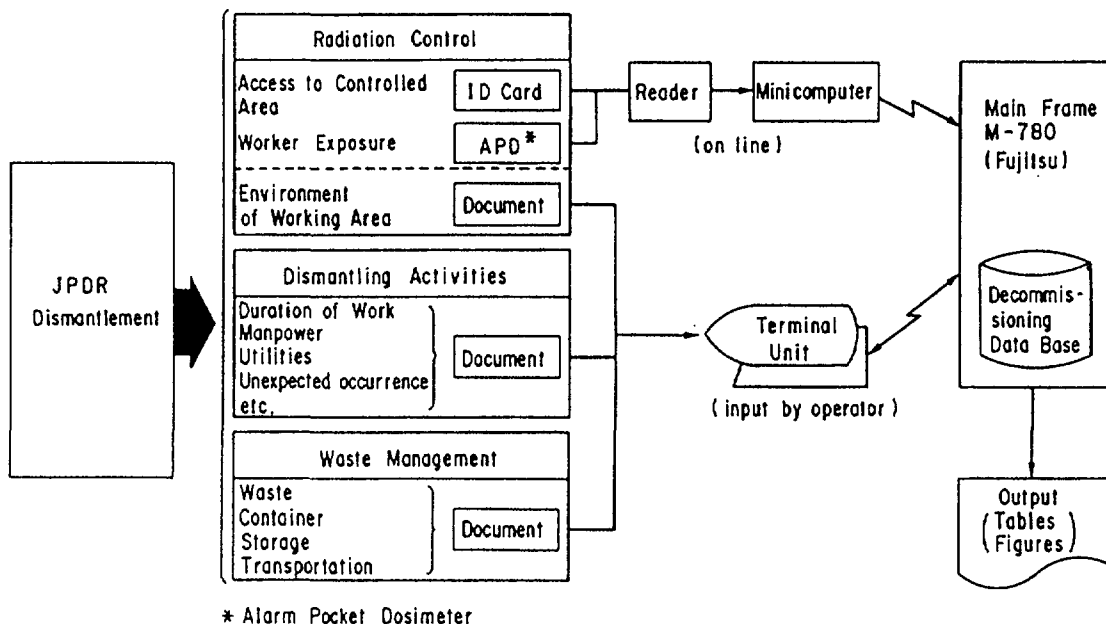 JPDR
Dismantlement
Radiation Control
Access to Controlled
Area
ID Card
Worker Exposure
APD*
Environment
of Working Area
Document
Dismantling Activities
Duration of Work
Manpower
Utilities
Unexpected occurrence
etc.
Document
Waste Management
Waste
Container
Storage
Transportation
Document
* Alarm Pocket Dosimeter
Reader
Minicomputer
(on line)
Terminal
Unit
(input by operator)
Main Frame
M-780
(Fujitsu)
Decommis-
sioning
Data Base
Output
(Tables
Figures)